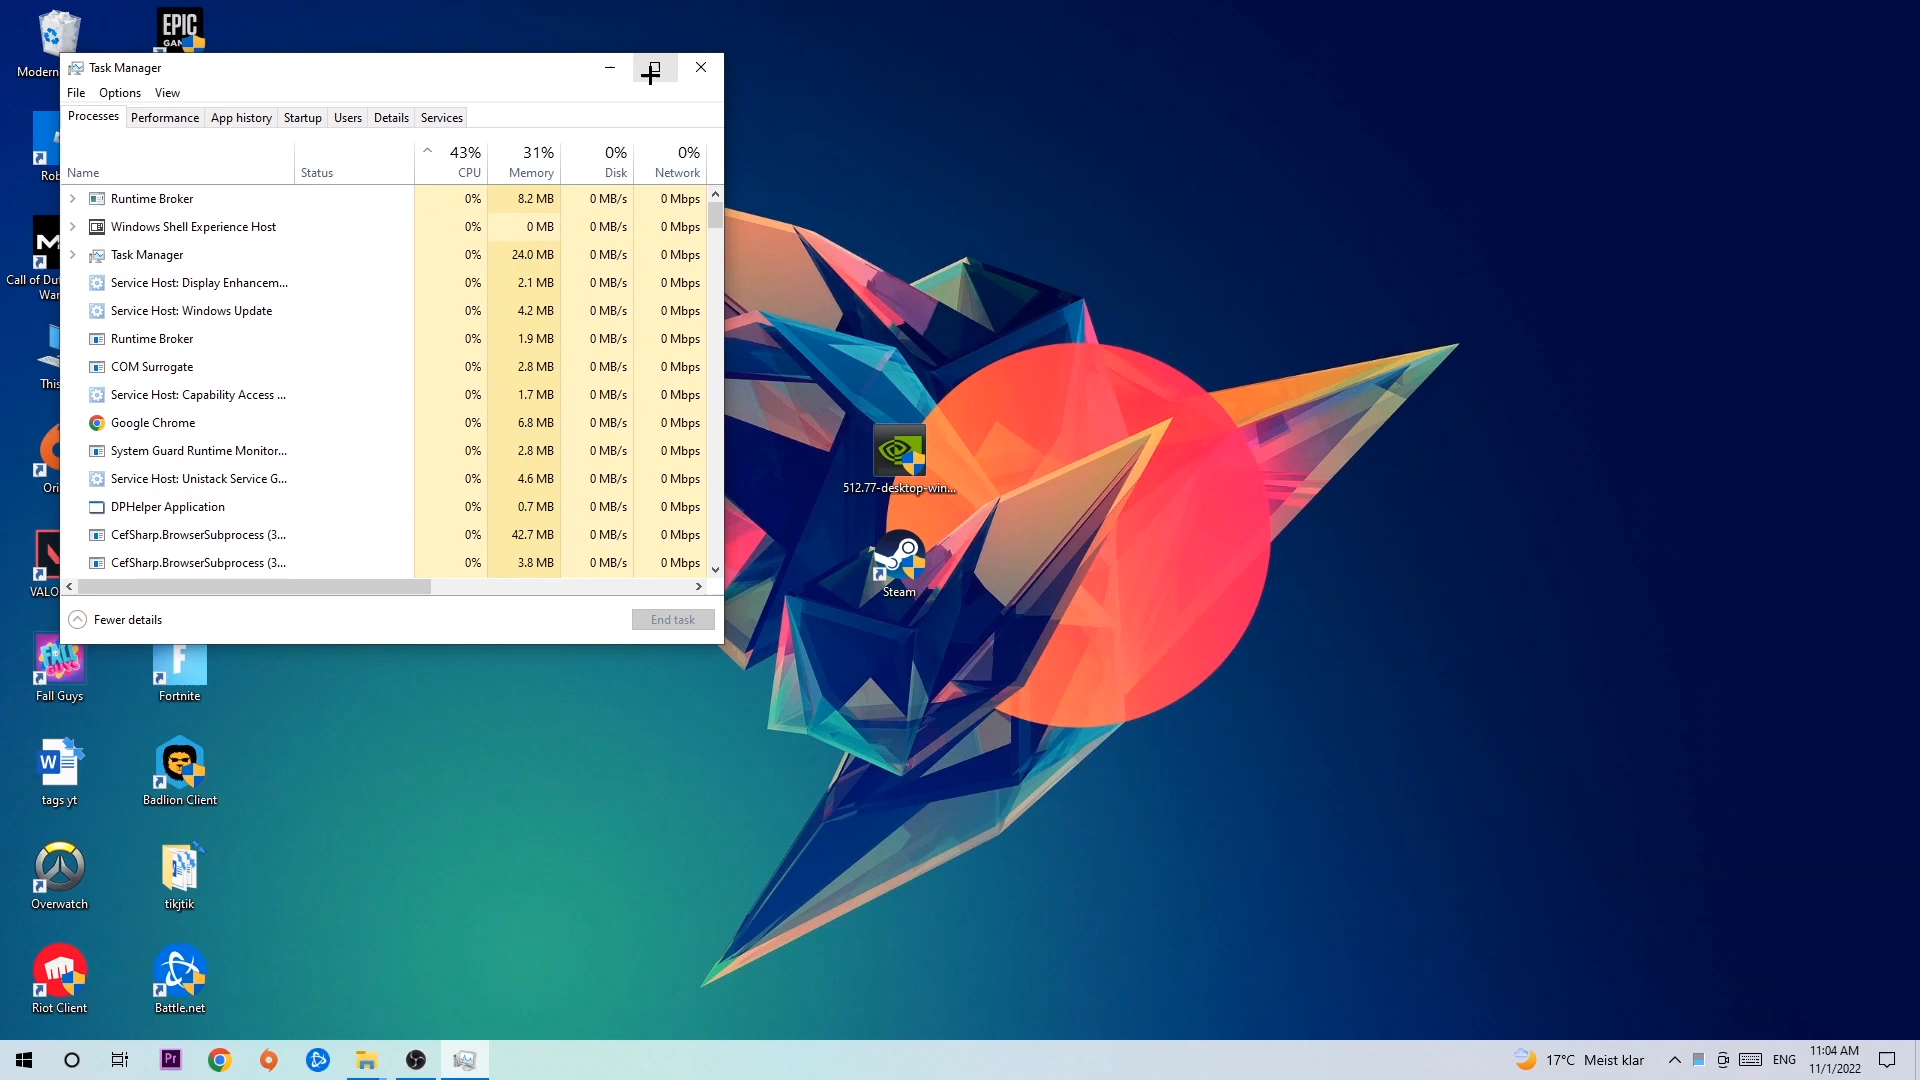 EPIC
GAM
Modern
Task Manager
File Options View
Processes Performance App history Startup Users Details Services
43% 31% 0% 0%
Name Status CPU Memory Disk Network
Runtime Broker 0% 8.2 MB 0 MB/s 0 Mbps
Windows Shell Experience Host 0% 0 MB 0 MB/s 0 Mbps
Task Manager 0% 24.0 MB 0 MB/s 0 Mbps
Service Host: Display Enhancem... 0% 2.1 MB 0 MB/s 0 Mbps
Service Host: Windows Update 0% 4.2 MB 0 MB/s 0 Mbps
Runtime Broker 0% 1.9 MB 0 MB/s 0 Mbps
COM Surrogate 0% 2.8 MB 0 MB/s 0 Mbps
Service Host: Capability Access ... 0% 1.7 MB 0 MB/s 0 Mbps
Google Chrome 0% 6.8 MB 0 MB/s 0 Mbps
System Guard Runtime Monitor... 0% 2.8 MB 0 MB/s 0 Mbps
Service Host: Unistack Service G... 0% 4.6 MB 0 MB/s 0 Mbps
DPHelper Application 0% 0.7 MB 0 MB/s 0 Mbps
CefSharp.BrowserSubprocess (3... 0% 42.7 MB 0 MB/s 0 Mbps
CefSharp.BrowserSubprocess (3... 0% 3.8 MB 0 MB/s 0 Mbps
Fewer details End task
Rob
M
Call of Du
War
This
Ori
VALO
512.77-desktop-win...
Steam
FALL
Fall Guys
F
Fortnite
W
tags yt
Badlion Client
Overwatch
tikjtik
Riot Client
Battle.net
Pr
17°C Meist klar
ENG
11:04 AM
11/1/2022